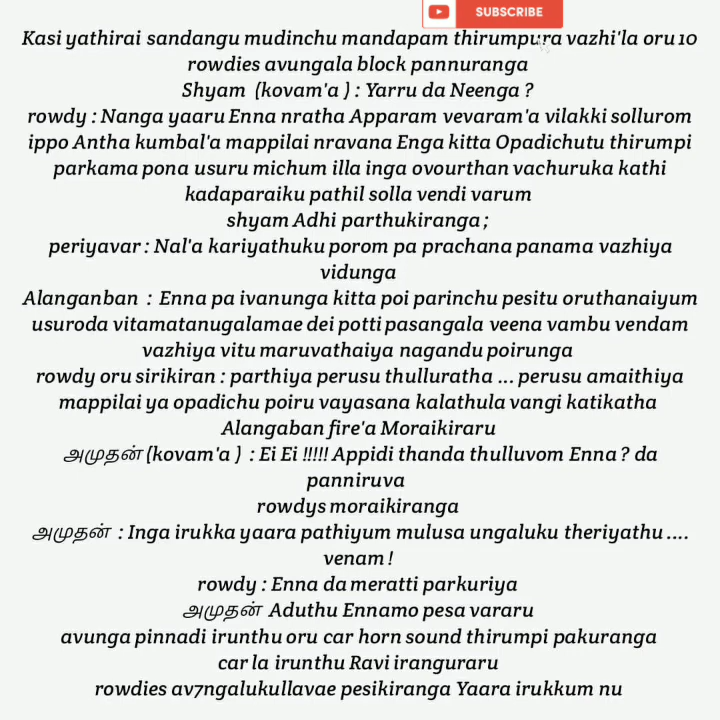 SUBSCRIBE
Kasi yathirai sandangu mudinchu mandapam thirumpura vazhi'la oru 10
rowdies avungala block pannuranga
Shyam (kovam'a ) : Yarru da Neenga ?
rowdy : Nanga yaaru Enna nratha Apparam vevaram'a vilakki sollurom
ippo Antha kumbal'a mappilai nravana Enga kitta Opadichutu thirumpi
parkama pona usuru michum illa inga ovourthan vachuruka kathi
kadaparaiku pathil solla vendi varum
shyam Adhi parthukiranga ;
periyavar : Nal'a kariyathuku porom pa prachana panama vazhiya
vidunga
Alanganban : Enna pa ivanunga kitta poi parinchu pesitu oruthanaiyum
usuroda vitamatanugalamae dei potti pasangala veena vambu vendam
vazhiya vitu maruvathaiya nagandu poirunga
rowdy oru sirikiran : parthiya perusu thulluratha ... perusu amaithiya
mappilai ya opadichu poiru vayasana kalathula vangi katikatha
Alangaban fire'a Moraikiraru
அமுதன் (kovam'a ) : Ei Ei !!!!! Appidi thanda thulluvom Enna ? da
panniruva
rowdys moraikiranga
அமுதன் : Inga irukka yaara pathiyum mulusa ungaluku theriyathu ....
venam !
rowdy : Enna da meratti parkuriya
அமுதன் Aduthu Ennamo pesa vararu
avunga pinnadi irunthu oru car horn sound thirumpi pakuranga
car la irunthu Ravi iranguraru
rowdies av7ngalukullavae pesikiranga Yaara irukkum nu